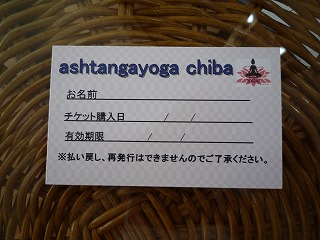 ashtangayoga chiba
お名前
チケット購入日 / /
有効期限 / /
※払い戻し、再発行はできませんのでご了承ください。